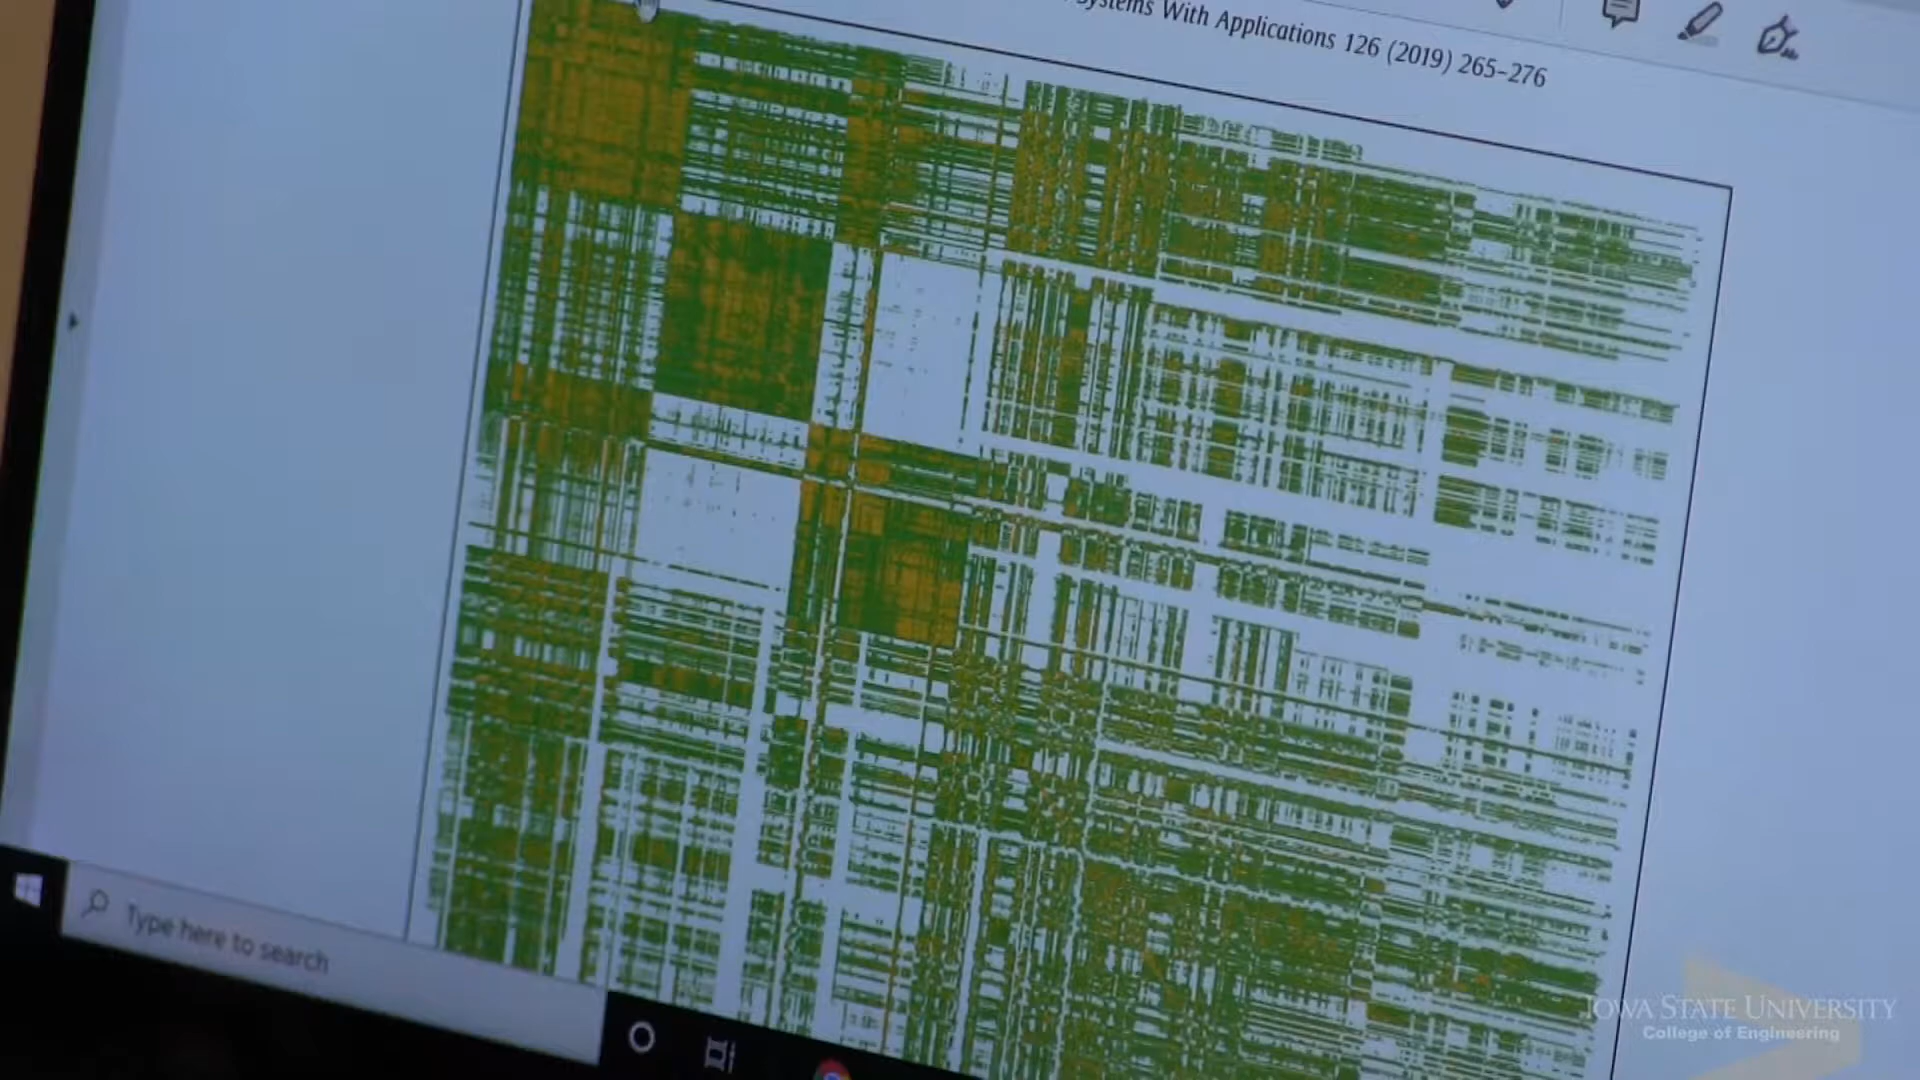 Systems With Applications 126 (2019) 265–276
Type here to search
IOWA STATE UNIVERSITY
College of Engineering